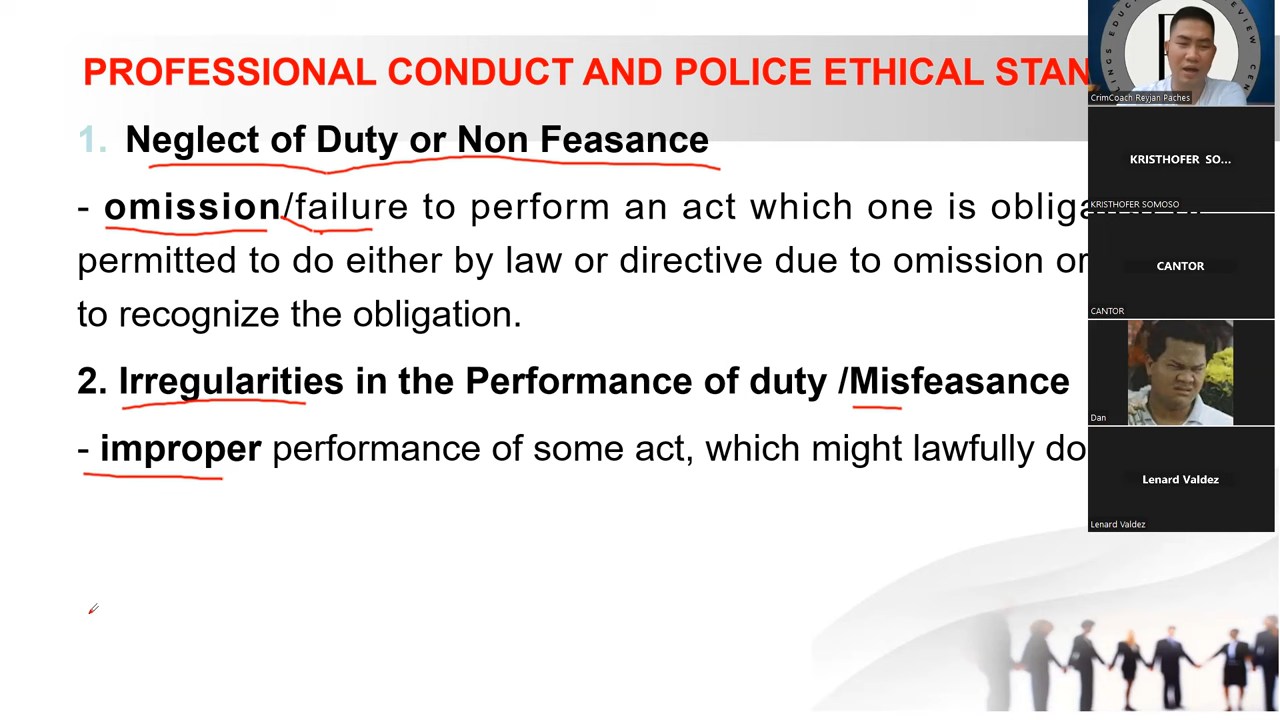 PROFESSIONAL CONDUCT AND POLICE ETHICAL STAN
1. Neglect of Duty or Non Feasance
- omission/failure to perform an act which one is
permitted to do either by law or directive due to omission or
to recognize the obligation.
2. Irregularities in the Performance of duty /Misfeasance
- improper performance of some act, which might lawfully do
CrimCoach Reyjan Paches
KRISTHOFER SO...
KRISTHOFER SOMOSO
CANTOR
CANTOR
Dan
Lenard Valdez
Lenard Valdez